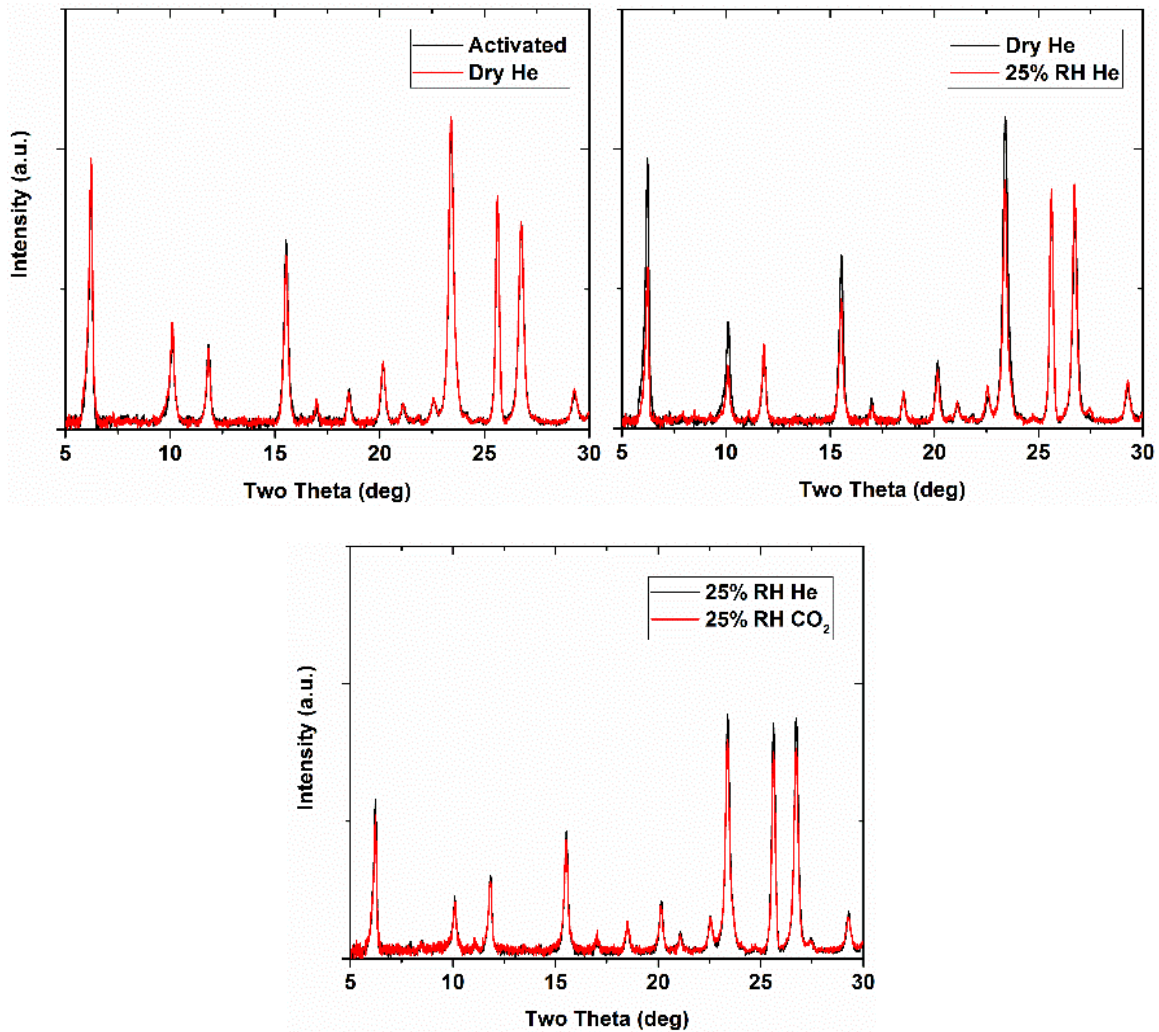 Activated
Dry He
Intensity (a.u.)
5 10 15 20 25 30
Two Theta (deg)
Dry He
25% RH He
5 10 15 20 25 30
Two Theta (deg)
25% RH He
25% RH CO₂
Intensity (a.u.)
5 10 15 20 25 30
Two Theta (deg)